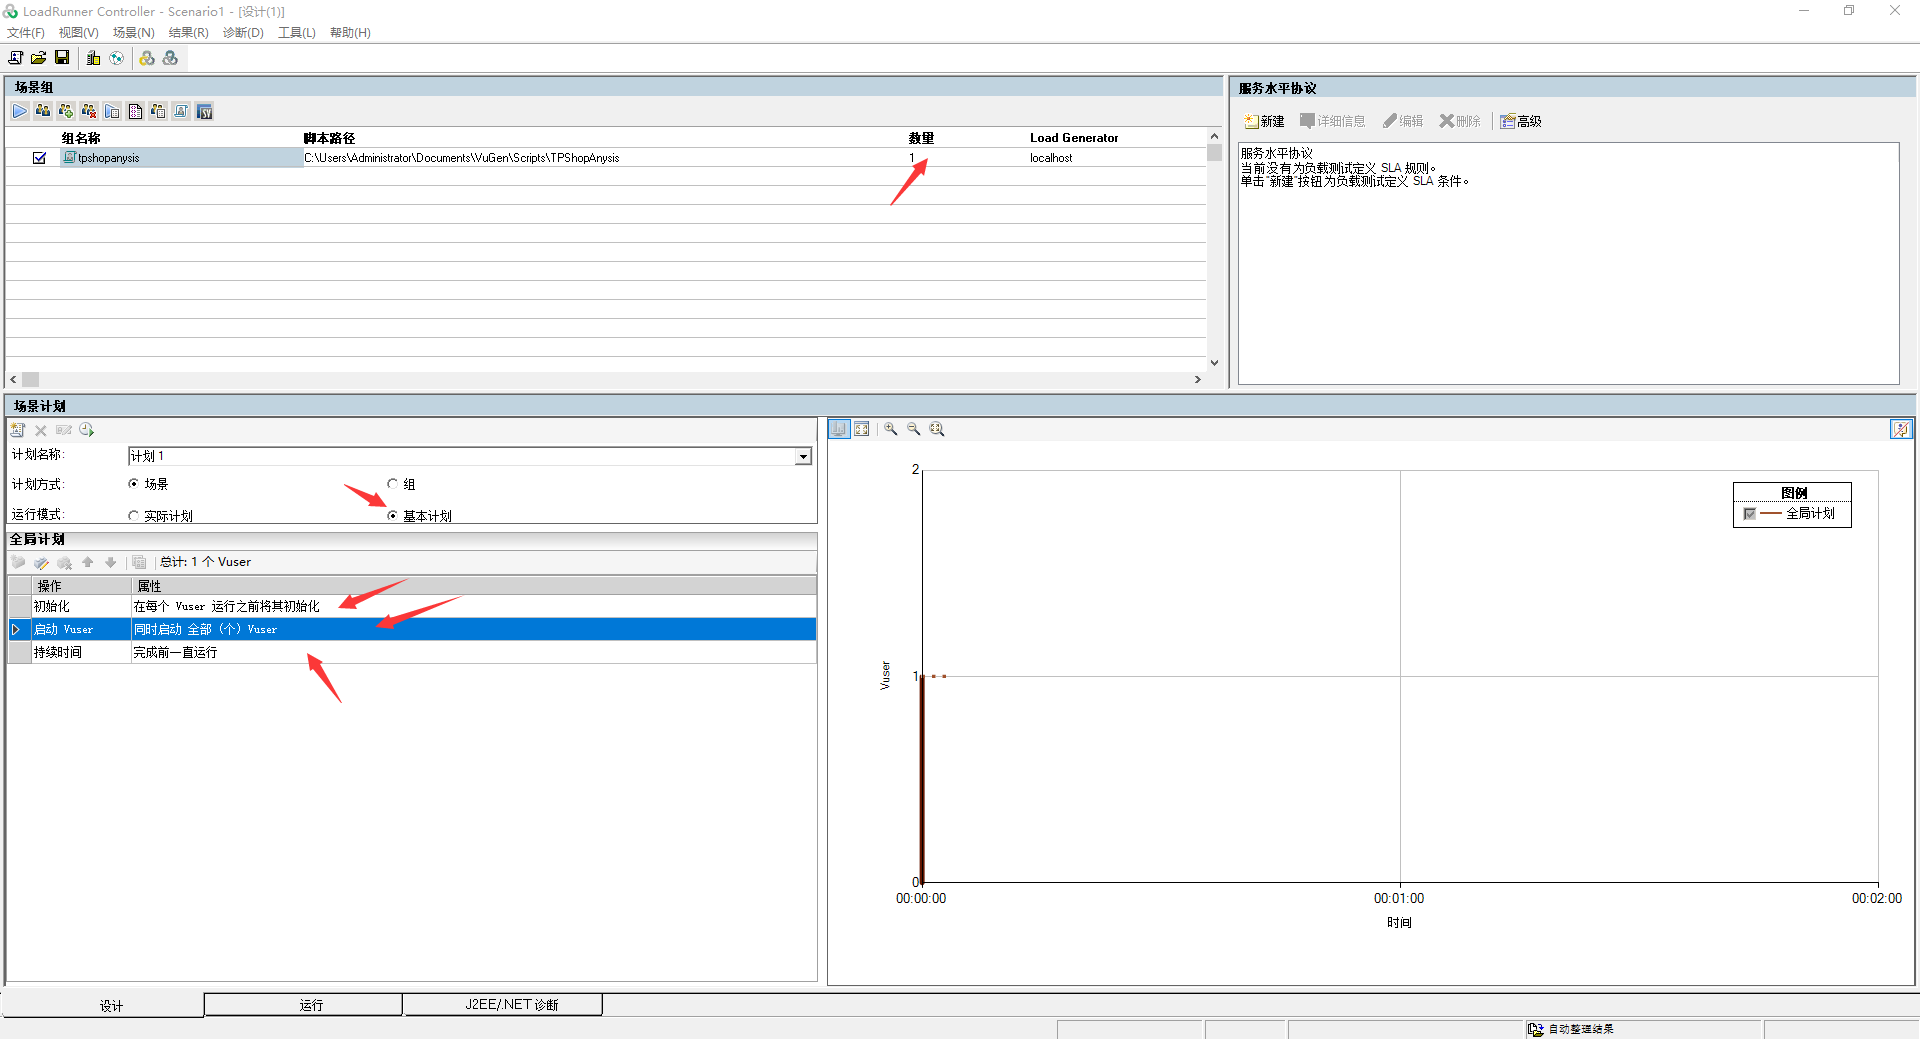 LoadRunner Controller - Scenario1 - [设计(1)]
文件(F) 视图(V) 场景(N) 结果(R) 诊断(D) 工具(L) 帮助(H)
场景组
组名称 脚本路径 数量 Load Generator
tpshopanysis C:\Users\Administrator\Documents\VuGen\Scripts\TPShopAnysis 1 localhost
服务水平协议
新建 详细信息 编辑 删除 高级
服务水平协议
当前没有为负载测试定义 SLA 规则。
单击"新建"按钮为负载测试定义 SLA 条件。
场景计划
计划名称: 计划 1
计划方式: 场景 组
运行模式: 实际计划 基本计划
全局计划
总计: 1 个 Vuser
操作 属性
初始化 在每个 Vuser 运行之前将其初始化
启动 Vuser 同时启动 全部 (个) Vuser
持续时间 完成前一直运行
2
图例
全局计划
Vuser
1
0
00:00:00 00:01:00 00:02:00
时间
设计 运行 J2EE/.NET 诊断
自动整理结果